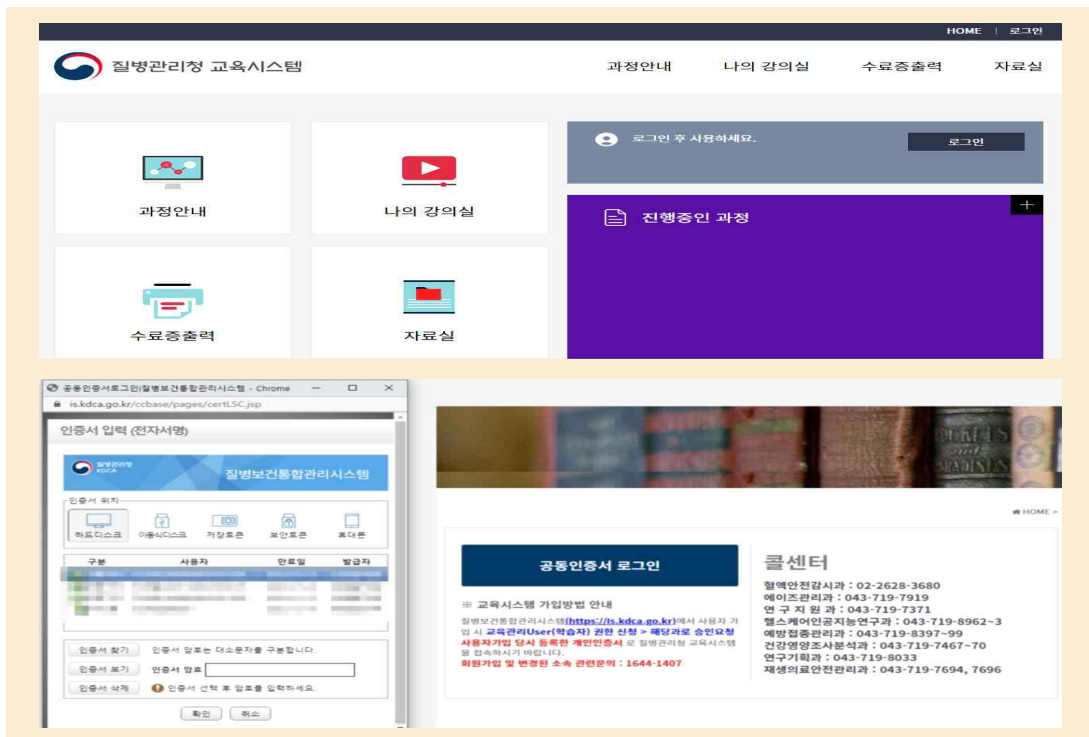 HOME | 로그인
질병관리청 교육시스템
과정안내 나의 강의실 수료증출력 자료실
로그인 후 사용하세요.
로그인
과정안내
나의 강의실
진행중인 과정
수료증출력
자료실
공동인증서로그인|질병보건통합관리시스템 - Chrome
is.kdca.go.kr/ccbase/pages/certLSC.jsp
인증서 입력 (전자서명)
질병관리청
KDCA
질병보건통합관리시스템
인증서 위치
하드디스크 이동식디스크 저장토큰 보안토큰 휴대폰
구분 사용자 만료일 발급자
인증서 찾기 인증서 암호는 대소문자를 구분합니다.
인증서 보기 인증서 암호
인증서 삭제 인증서 선택 후 암호를 입력하세요.
확인 취소
HOME >
공동인증서 로그인
※ 교육시스템 가입방법 안내
질병보건통합관리시스템(https://is.kdca.go.kr)에서 사용자 가
입 시 교육관리User(학습자) 권한 신청 > 해당과로 승인요청
사용자가입 당시 등록한 개인인증서 로 질병관리청 교육시스템
을 접속하시기 바랍니다.
회원가입 및 변경된 소속 관련문의 : 1644-1407
콜센터
혈액안전감시과 : 02-2628-3680
에이즈관리과 : 043-719-7919
연 구 지 원 과 : 043-719-7371
헬스케어인공지능연구과 : 043-719-8962~3
예방접종관리과 : 043-719-8397~99
건강영양조사분석과 : 043-719-7467~70
연구기획과 : 043-719-8033
재생의료안전관리과 : 043-719-7694, 7696